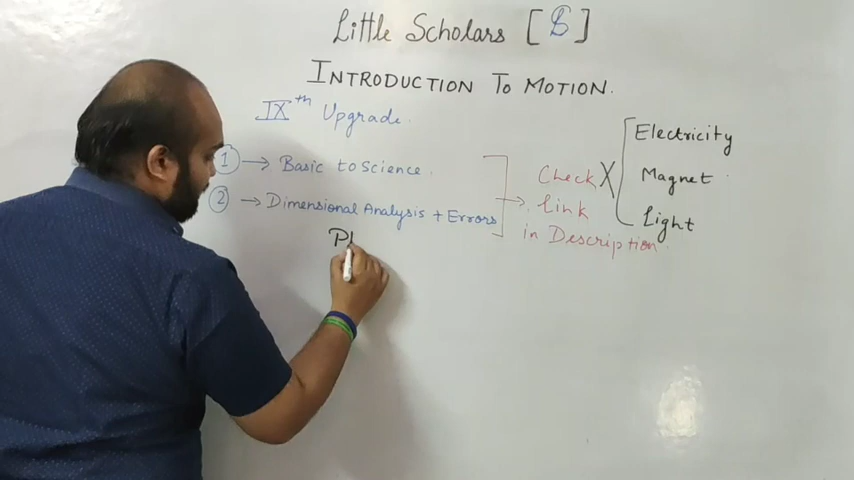 Little Scholars [LS]
INTRODUCTION TO MOTION.
IXth Upgrade.
1 → Basic to Science.
2 → Dimensional Analysis + Errors
→ Check
Link
in Description
X
Electricity
Magnet
Light